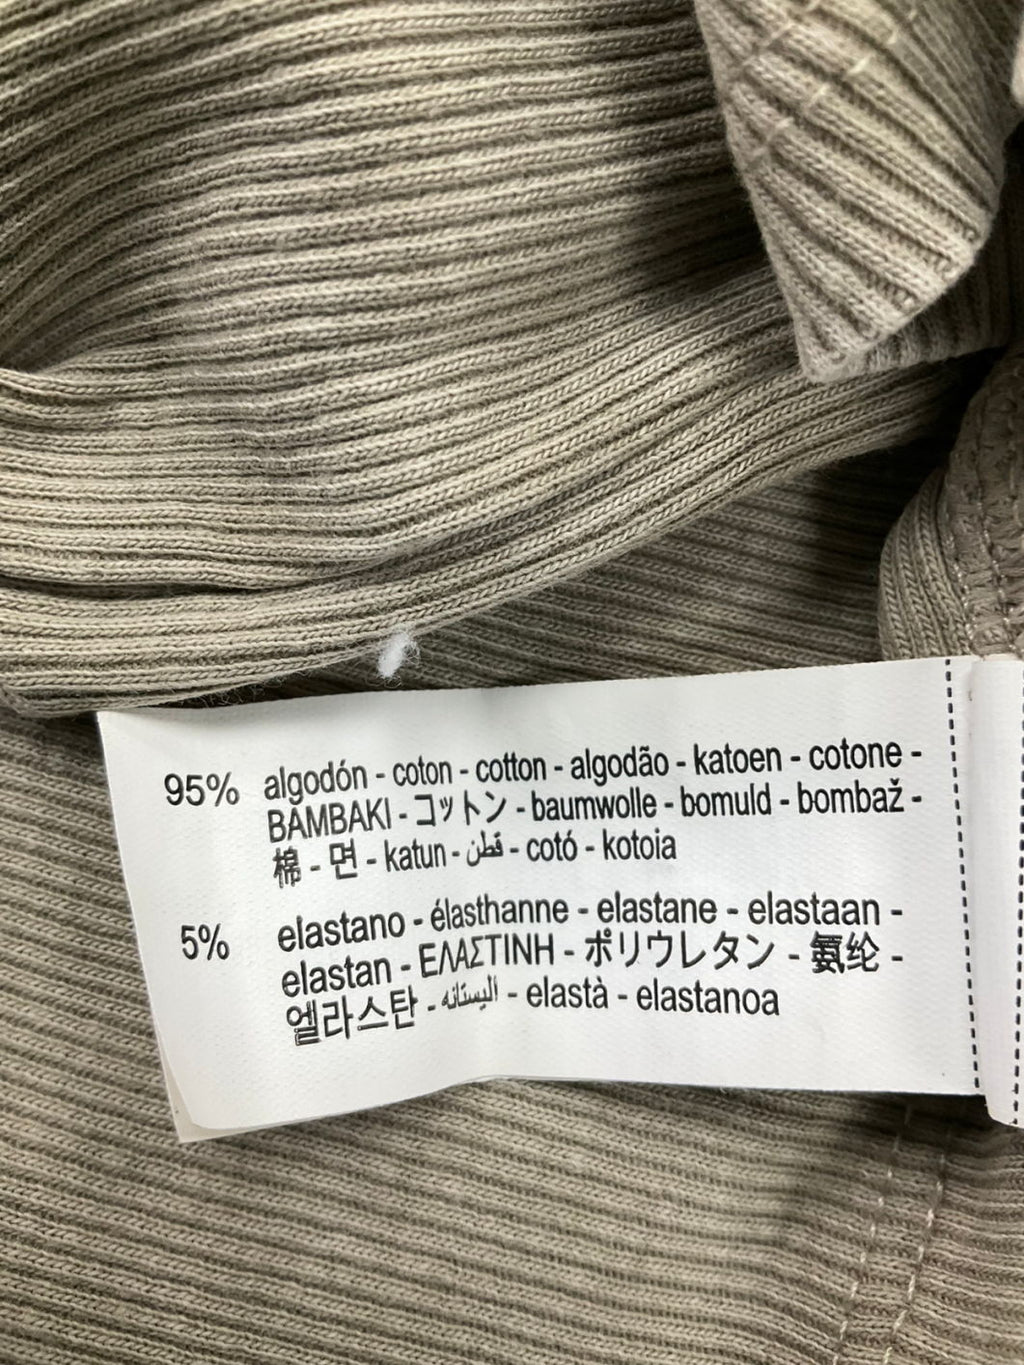 95% algodón - coton - cotton - algodão - katoen - cotone -
BAMBAKI - コットン - baumwolle - bomuld - bombaž -
棉 - 면 - katun - قطن - cotó - kotoia
5% elastano - élasthanne - elastane - elastaan -
elastan - ΕΛΑΣΤΙΝΗ - ポリウレタン - 氨纶 -
엘라스탄 - اليستانه - elastà - elastanoa